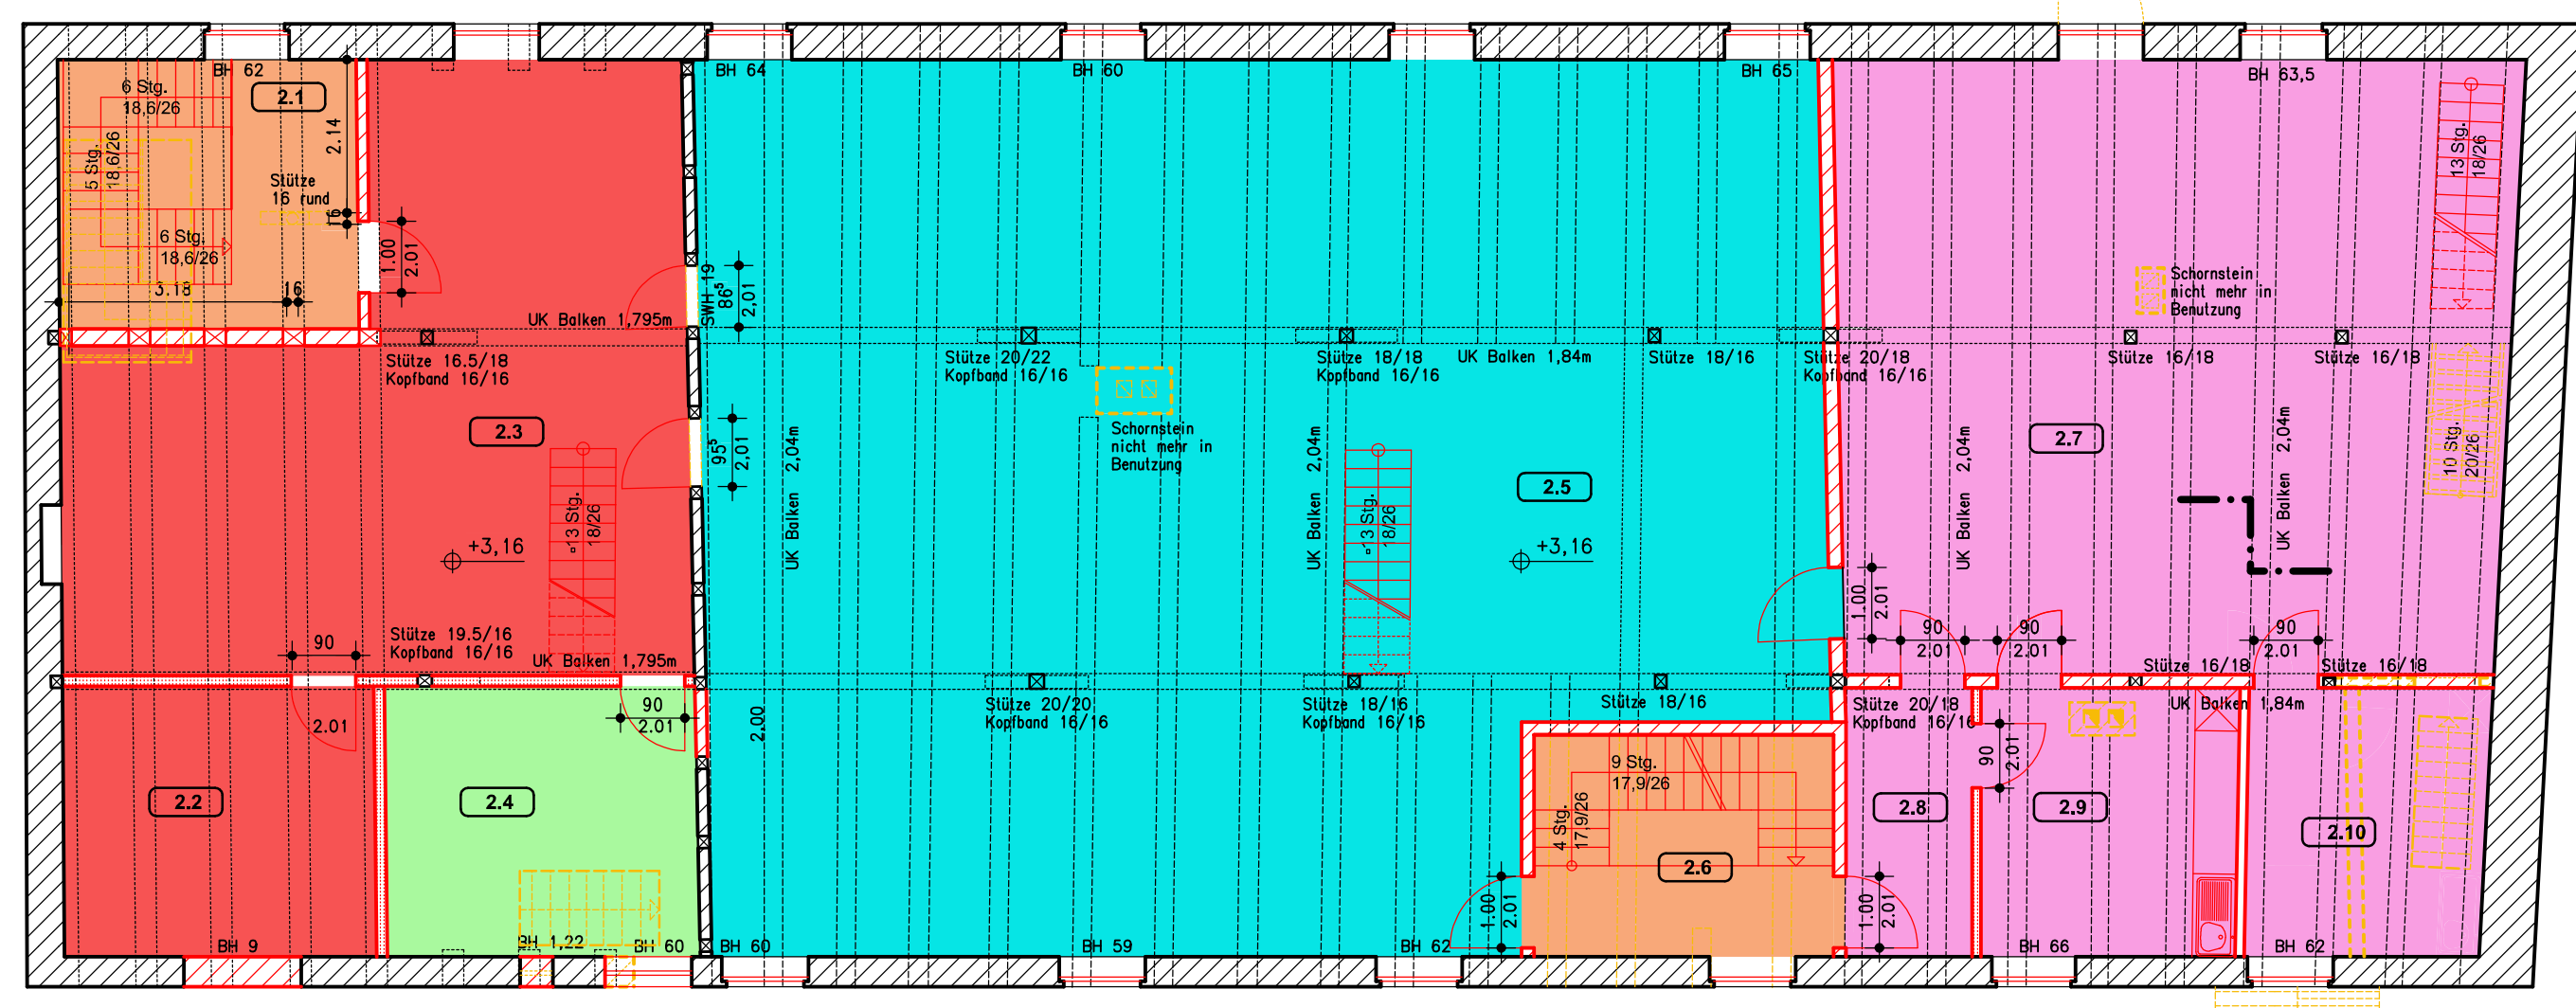 BH 62
BH 64
BH 60
BH 65
BH 63,5
6 Stg.
18,6/26
2.1
5 Stg.
18,6/26
2.14
Stütze
16 rund
16
6 Stg.
18,6/26
1.00
2.01
3.18
16
SWH 19
86⁵
2,01
13 Stg.
18/26
Schornstein
nicht mehr in
Benutzung
UK Balken 1,795m
Stütze 16.5/18
Kopfband 16/16
Stütze 20/22
Kopfband 16/16
Stütze 18/18
Kopfband 16/16
UK Balken 1,84m
Stütze 18/16
Stütze 20/18
Kopfband 16/16
Stütze 16/18
Stütze 16/18
2.3
95⁵
2,01
UK Balken 2,04m
Schornstein
nicht mehr in
Benutzung
UK Balken 2,04m
2.5
UK Balken 2,04m
2.7
UK Balken 2,04m
10 Stg.
20/26
+3,16
13 Stg.
18/26
13 Stg.
18/26
+3,16
1.00
2.01
90
Stütze 19.5/16
Kopfband 16/16
UK Balken 1,795m
90
2.01
90
2.01
90
2.01
Stütze 16/18
Stütze 16/18
2.01
90
2.01
2.00
Stütze 20/20
Kopfband 16/16
Stütze 18/16
Kopfband 16/16
Stütze 18/16
Stütze 20/18
Kopfband 16/16
UK Balken 1,84m
90
2.01
9 Stg.
17,9/26
4 Stg.
17,9/26
2.2
2.4
2.6
2.8
2.9
2.10
1.00
2.01
1.00
2.01
BH 9
BH 1,22
BH 60
BH 60
BH 59
BH 62
BH 66
BH 62